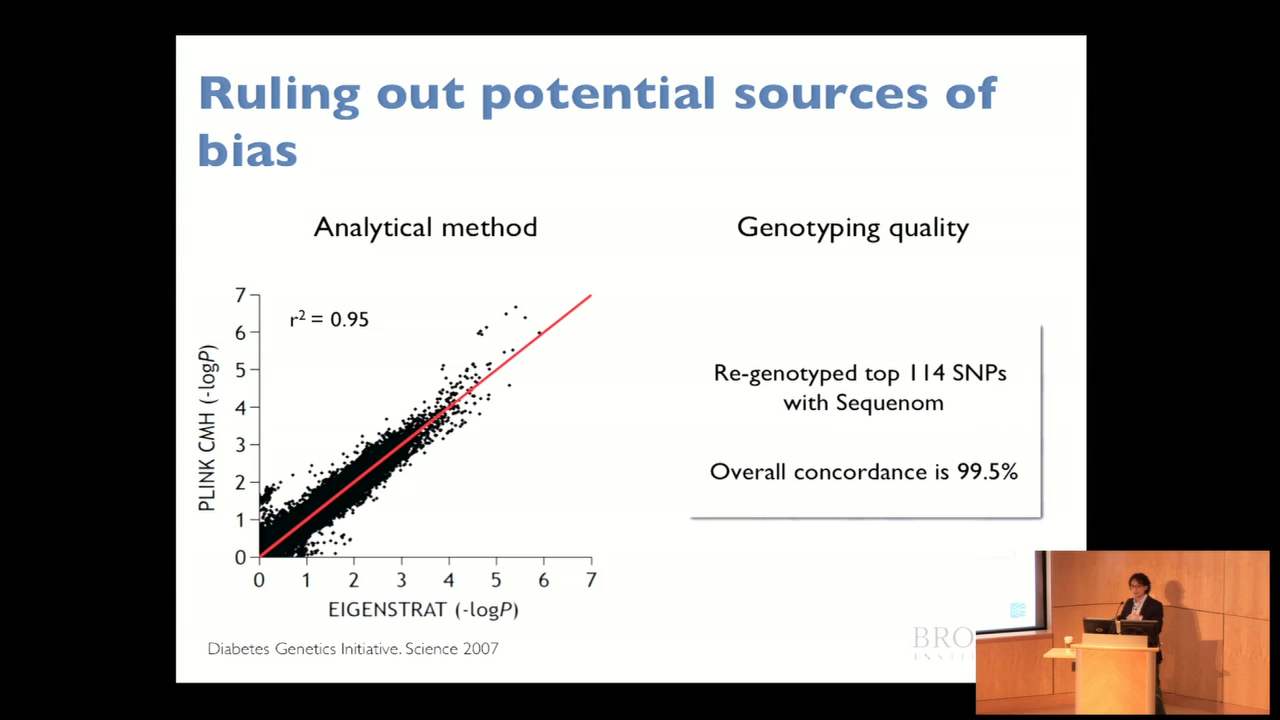 Ruling out potential sources of
bias
Analytical method
Genotyping quality
r² = 0.95
7
6
5
4
3
2
1
0
PLINK CMH (-logP)
0 1 2 3 4 5 6 7
EIGENSTRAT (-logP)
Re-genotyped top 114 SNPs
with Sequenom
Overall concordance is 99.5%
Diabetes Genetics Initiative. Science 2007
BRO